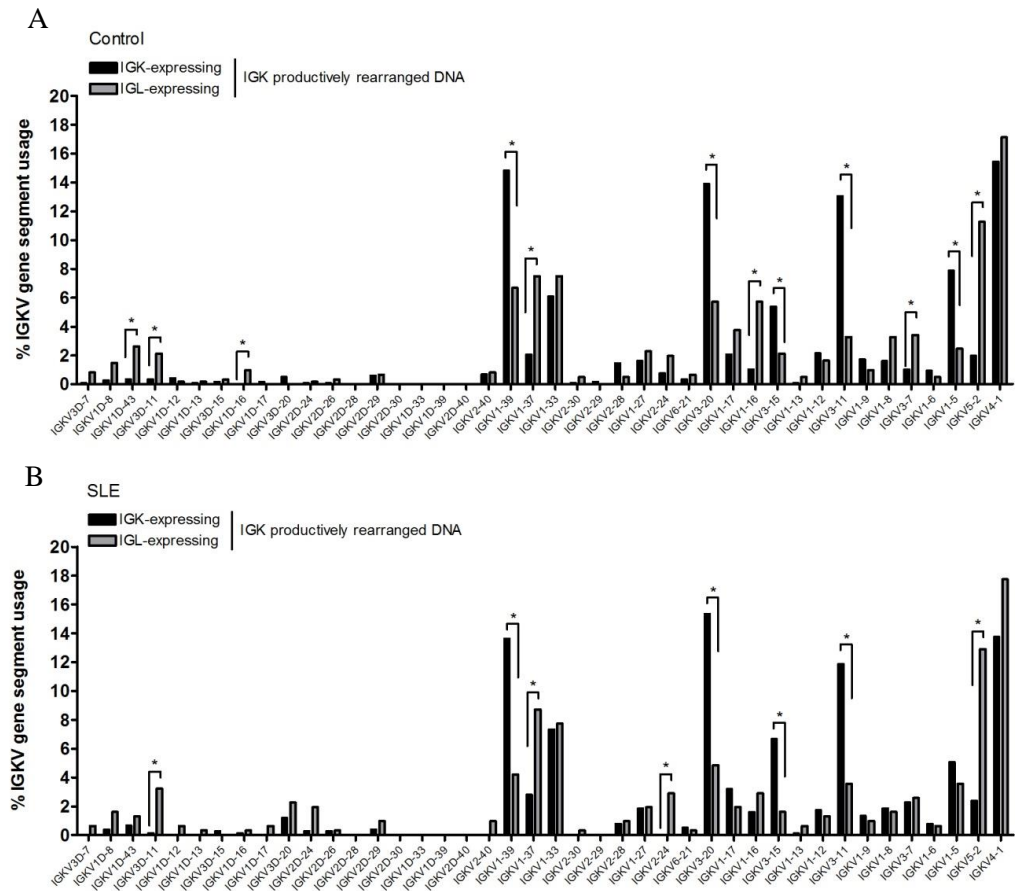 A
Control
IGK-expressing
IGL-expressing
IGK productively rearranged DNA
% IGKV gene segment usage
20
18
16
14
12
10
8
6
4
2
0
* * * * * * * * * * * *
IGKV3D-7
IGKV1D-8
IGKV1D-43
IGKV3D-11
IGKV1D-12
IGKV1D-13
IGKV3D-15
IGKV1D-16
IGKV1D-17
IGKV3D-20
IGKV2D-24
IGKV2D-26
IGKV2D-28
IGKV2D-29
IGKV2D-30
IGKV1D-33
IGKV1D-39
IGKV2D-40
IGKV2-40
IGKV1-39
IGKV1-37
IGKV1-33
IGKV2-30
IGKV2-29
IGKV2-28
IGKV1-27
IGKV2-24
IGKV6-21
IGKV3-20
IGKV1-17
IGKV1-16
IGKV3-15
IGKV1-13
IGKV1-12
IGKV3-11
IGKV1-9
IGKV1-8
IGKV3-7
IGKV1-6
IGKV1-5
IGKV5-2
IGKV4-1
B
SLE
IGK-expressing
IGL-expressing
IGK productively rearranged DNA
% IGKV gene segment usage
20
18
16
14
12
10
8
6
4
2
0
* * * * * * * *
IGKV3D-7
IGKV1D-8
IGKV1D-43
IGKV3D-11
IGKV1D-12
IGKV1D-13
IGKV3D-15
IGKV1D-16
IGKV1D-17
IGKV3D-20
IGKV2D-24
IGKV2D-26
IGKV2D-28
IGKV2D-29
IGKV2D-30
IGKV1D-33
IGKV1D-39
IGKV2D-40
IGKV2-40
IGKV1-39
IGKV1-37
IGKV1-33
IGKV2-30
IGKV2-29
IGKV2-28
IGKV1-27
IGKV2-24
IGKV6-21
IGKV3-20
IGKV1-17
IGKV1-16
IGKV3-15
IGKV1-13
IGKV1-12
IGKV3-11
IGKV1-9
IGKV1-8
IGKV3-7
IGKV1-6
IGKV1-5
IGKV5-2
IGKV4-1